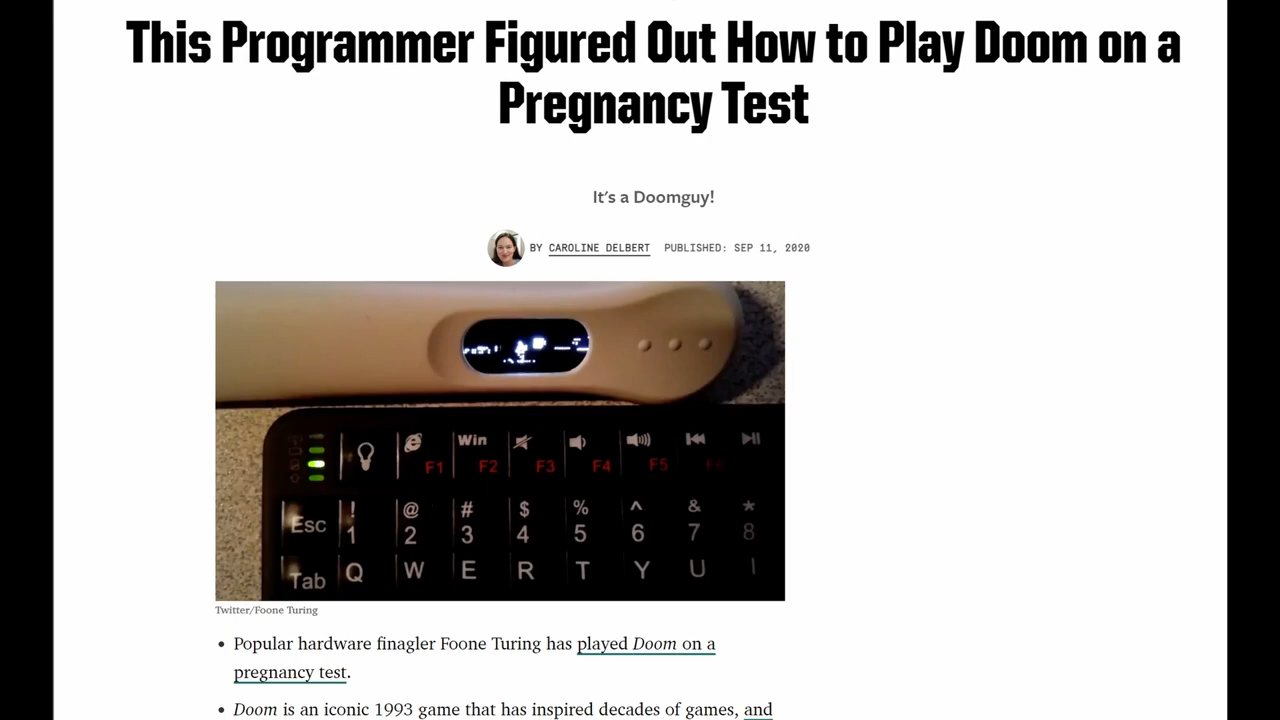 This Programmer Figured Out How to Play Doom on a
Pregnancy Test
It's a Doomguy!
BY CAROLINE DELBERT PUBLISHED: SEP 11, 2020
Win
F1 F2 F3 F4 F5 F6
! @ # $ % ^ & *
Esc 1 2 3 4 5 6 7 8
Tab Q W E R T Y U I
Twitter/Foone Turing
• Popular hardware finagler Foone Turing has played Doom on a
pregnancy test.
• Doom is an iconic 1993 game that has inspired decades of games, and